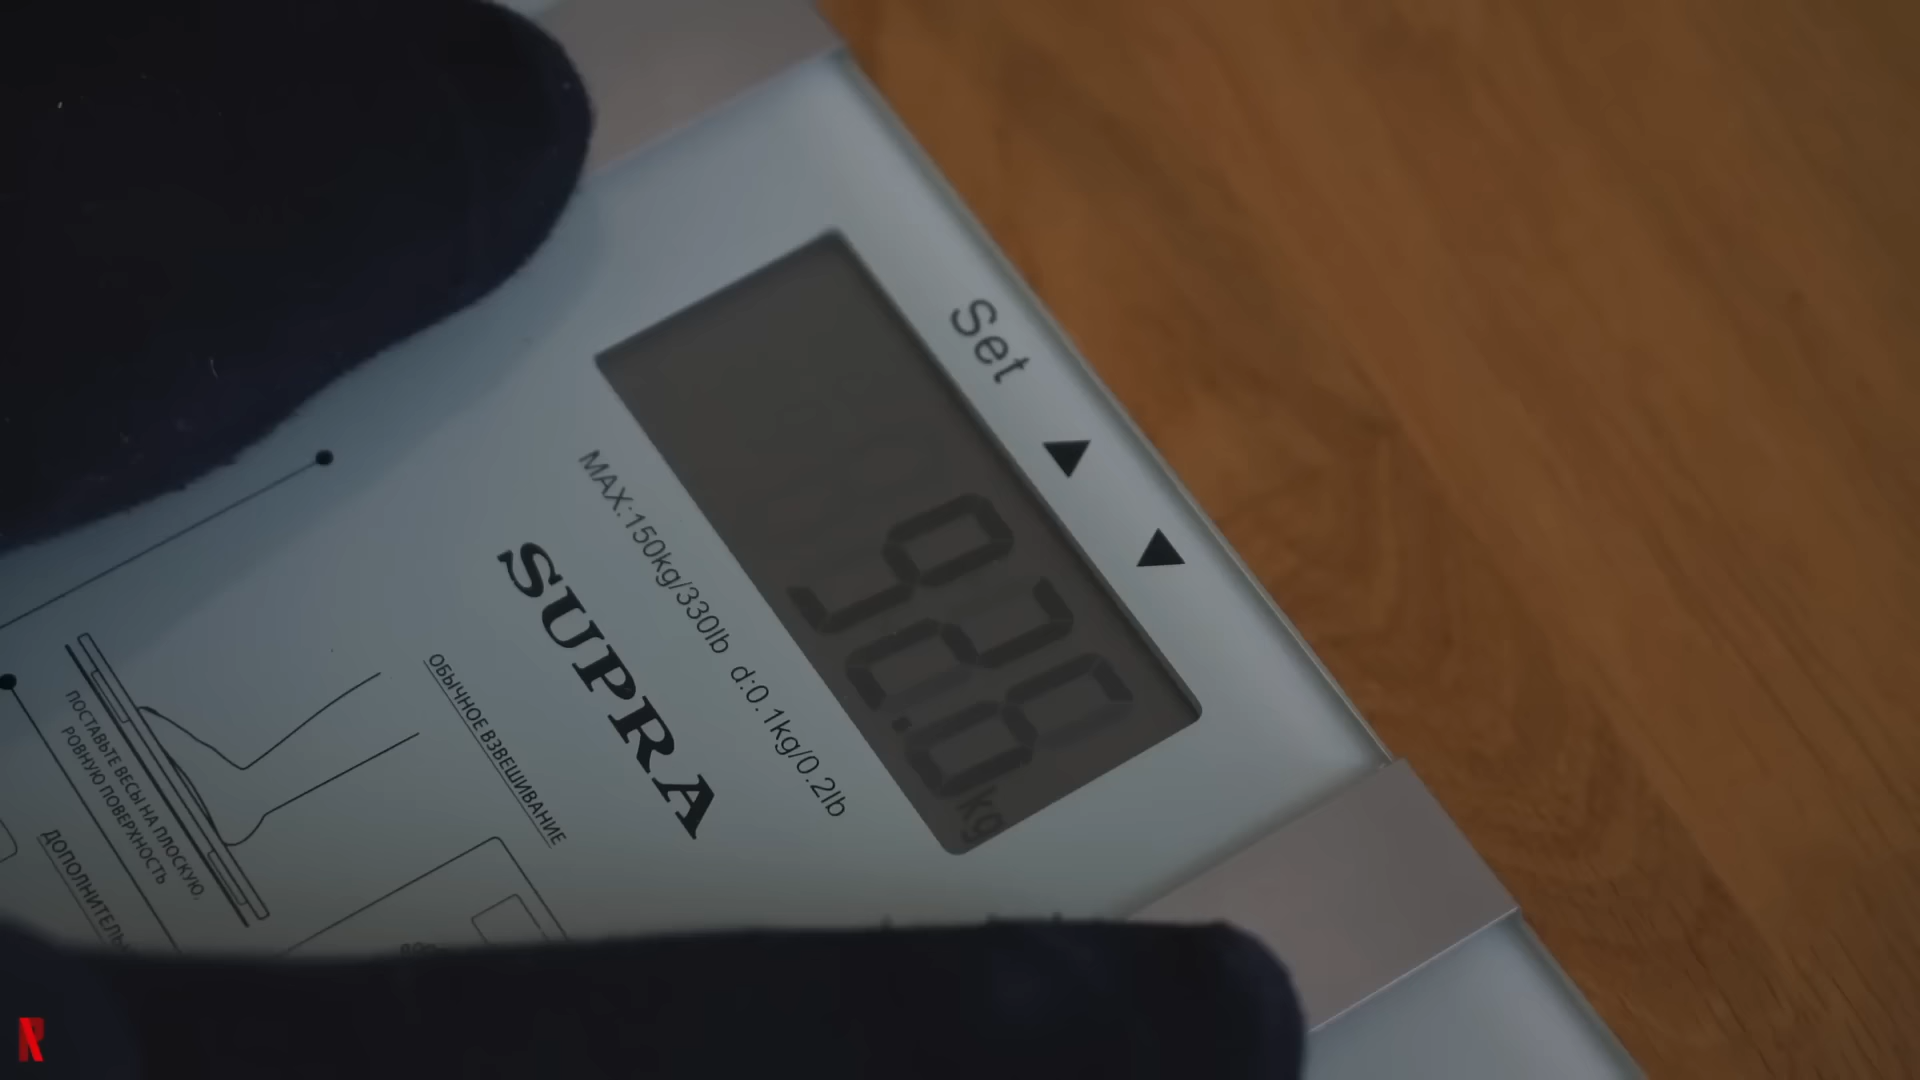 Set
92.8 kg
MAX:150kg/330lb d:0.1kg/0.2lb
SUPRA
ОБЫЧНОЕ ВЗВЕШИВАНИЕ
ПОСТАВЬТЕ ВЕСЫ НА ПЛОСКУЮ,
РОВНУЮ ПОВЕРХНОСТЬ
ДОПОЛНИТЕЛЬ